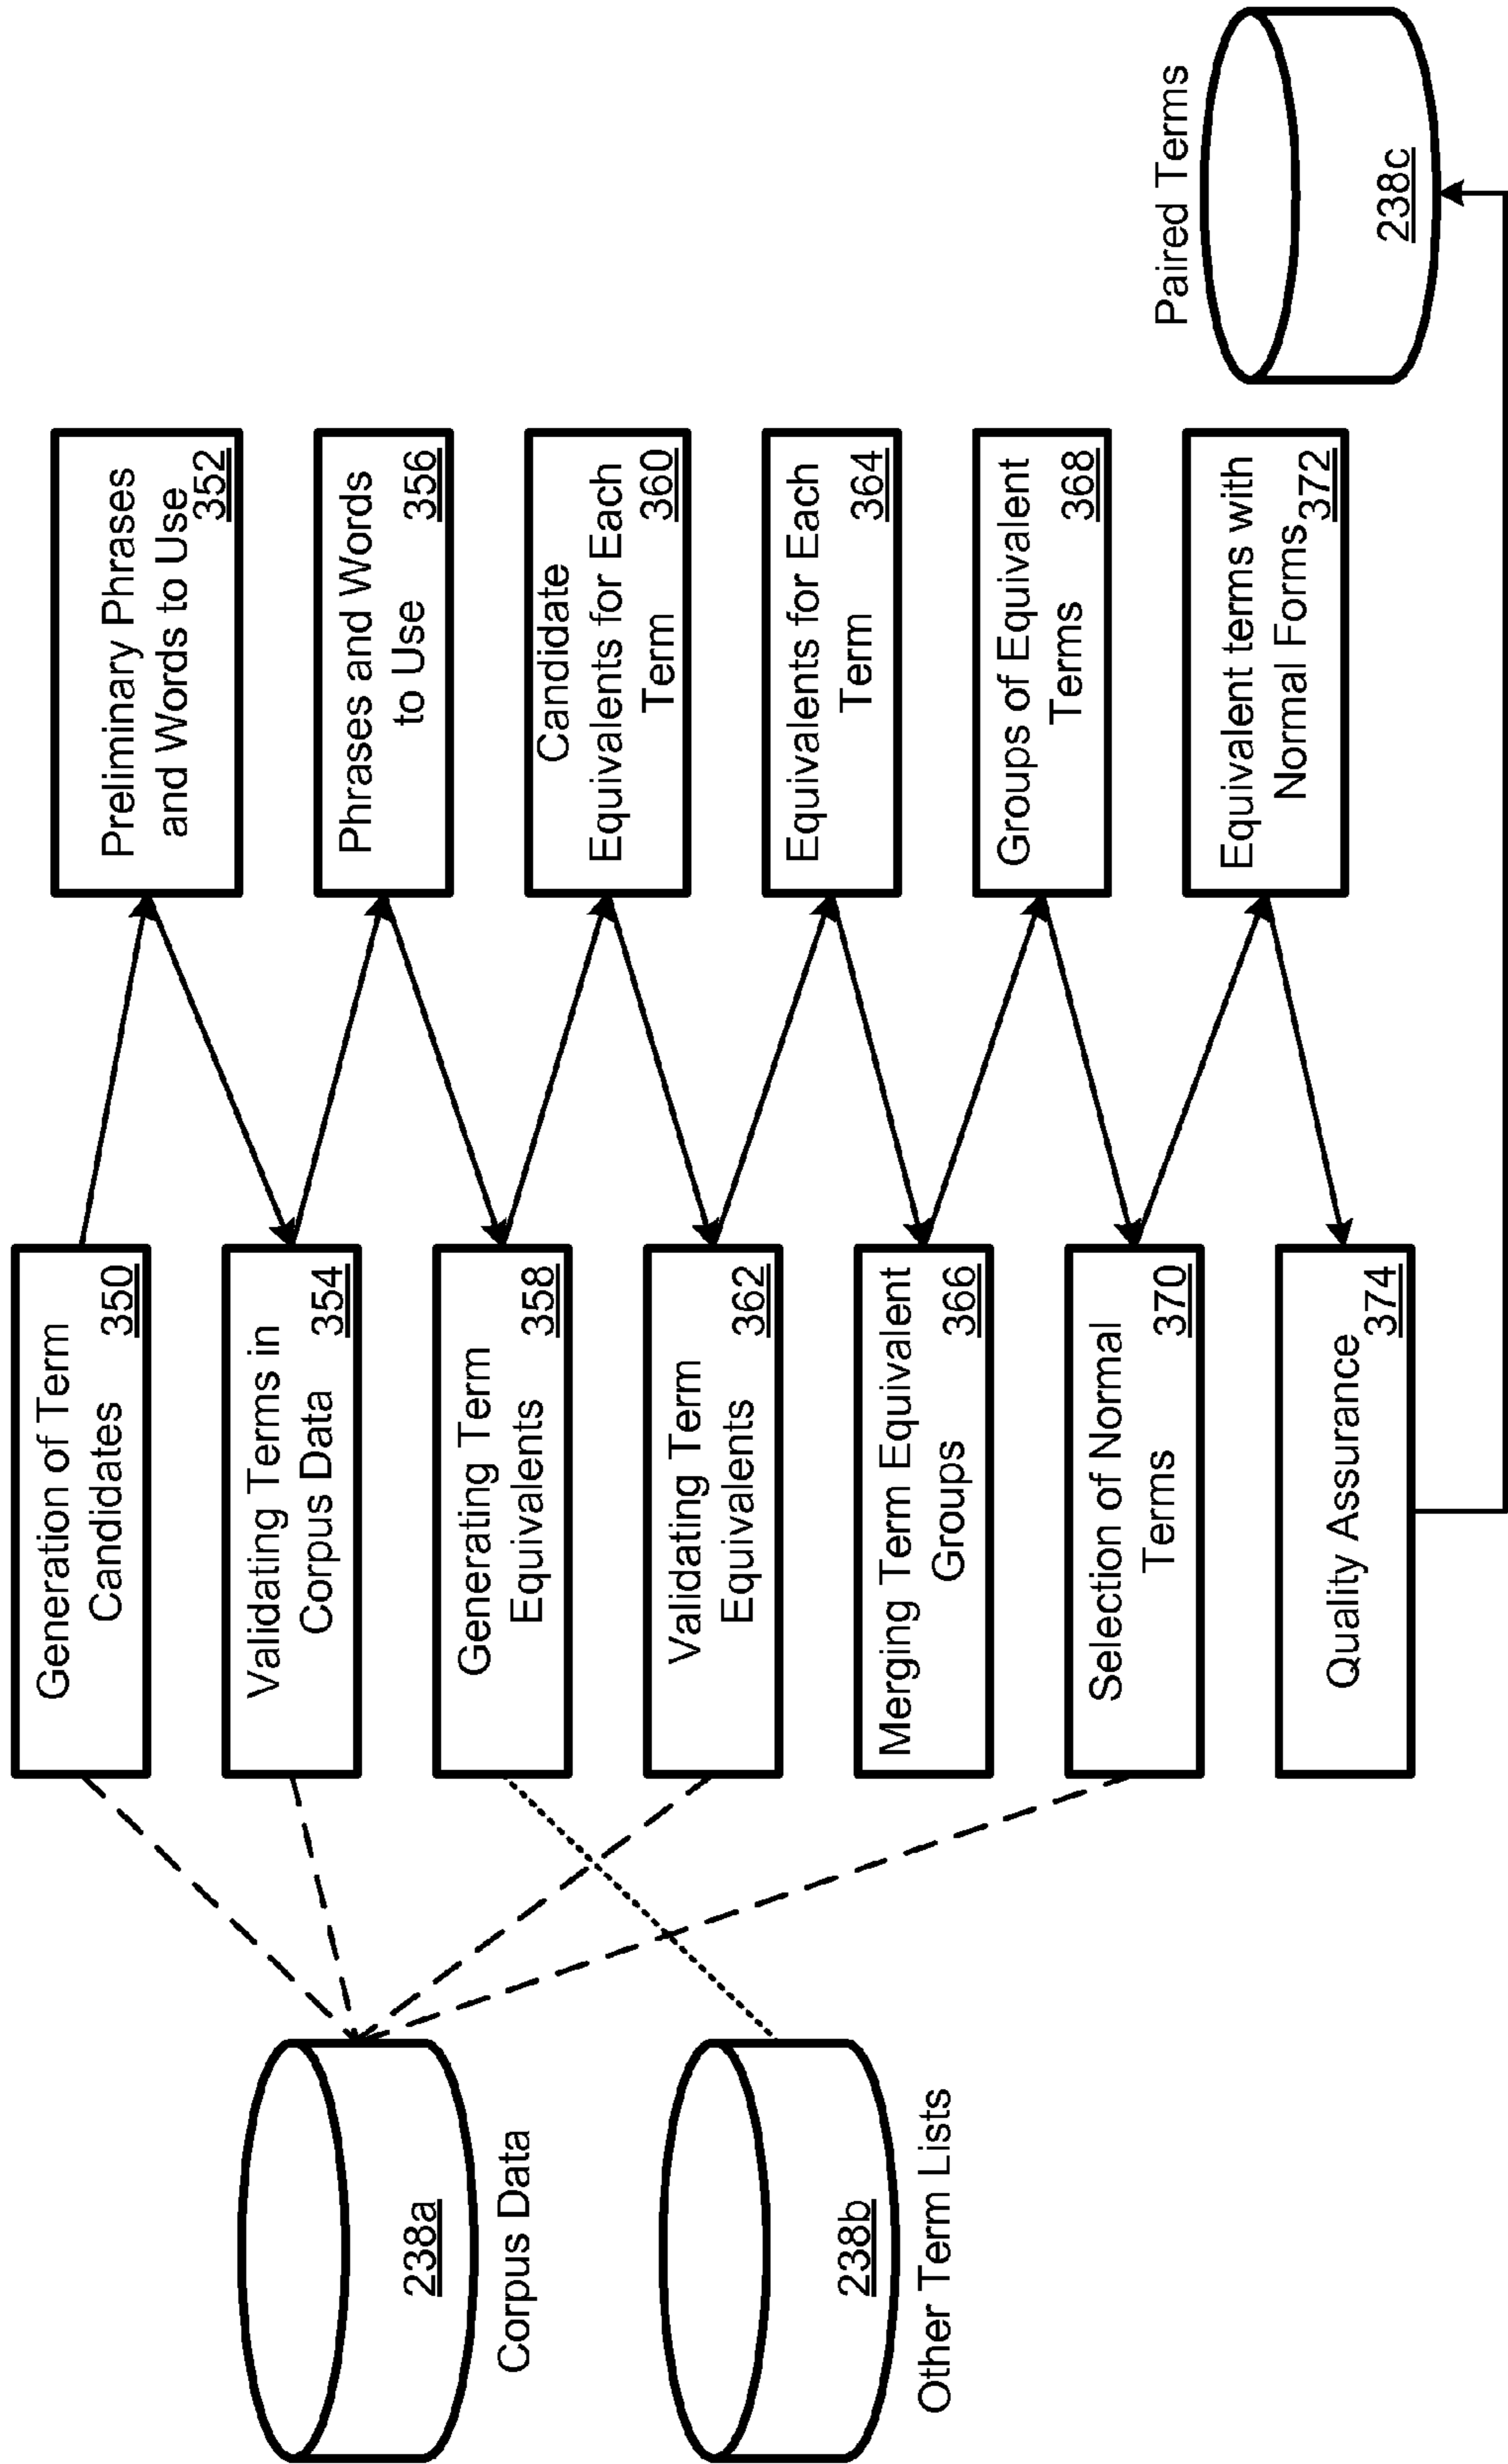 238a
Corpus Data
238b
Other Term Lists
Generation of Term
Candidates
350
Validating Terms in
Corpus Data
354
Generating Term
Equivalents
358
Validating Term
Equivalents
362
Merging Term Equivalent
Groups
366
Selection of Normal
Terms
370
Quality Assurance
374
Preliminary Phrases
and Words to Use
352
Phrases and Words
to Use
356
Candidate
Equivalents for Each
Term
360
Equivalents for Each
Term
364
Groups of Equivalent
Terms
368
Equivalent terms with
Normal Forms
372
Paired Terms
238c